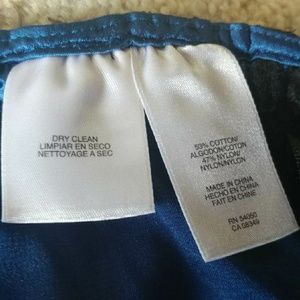 DRY CLEAN
LIMPIAR EN SECO
NETTOYAGE A SEC
53% COTTON/
ALGODON/COTON
47% NYLON/
NYLON/NYLON
MADE IN CHINA
HECHO EN CHINA
FAIT EN CHINE
RN 54050
CA 08349